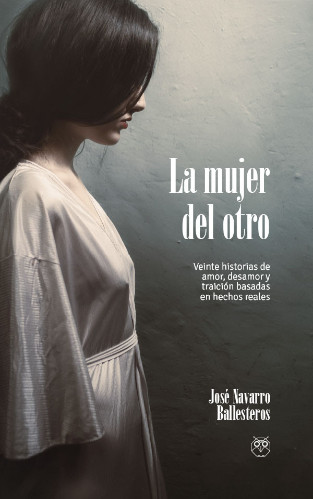 La mujer
del otro
Veinte historias de
amor, desamor y
traición basadas
en hechos reales
José Navarro
Ballesteros